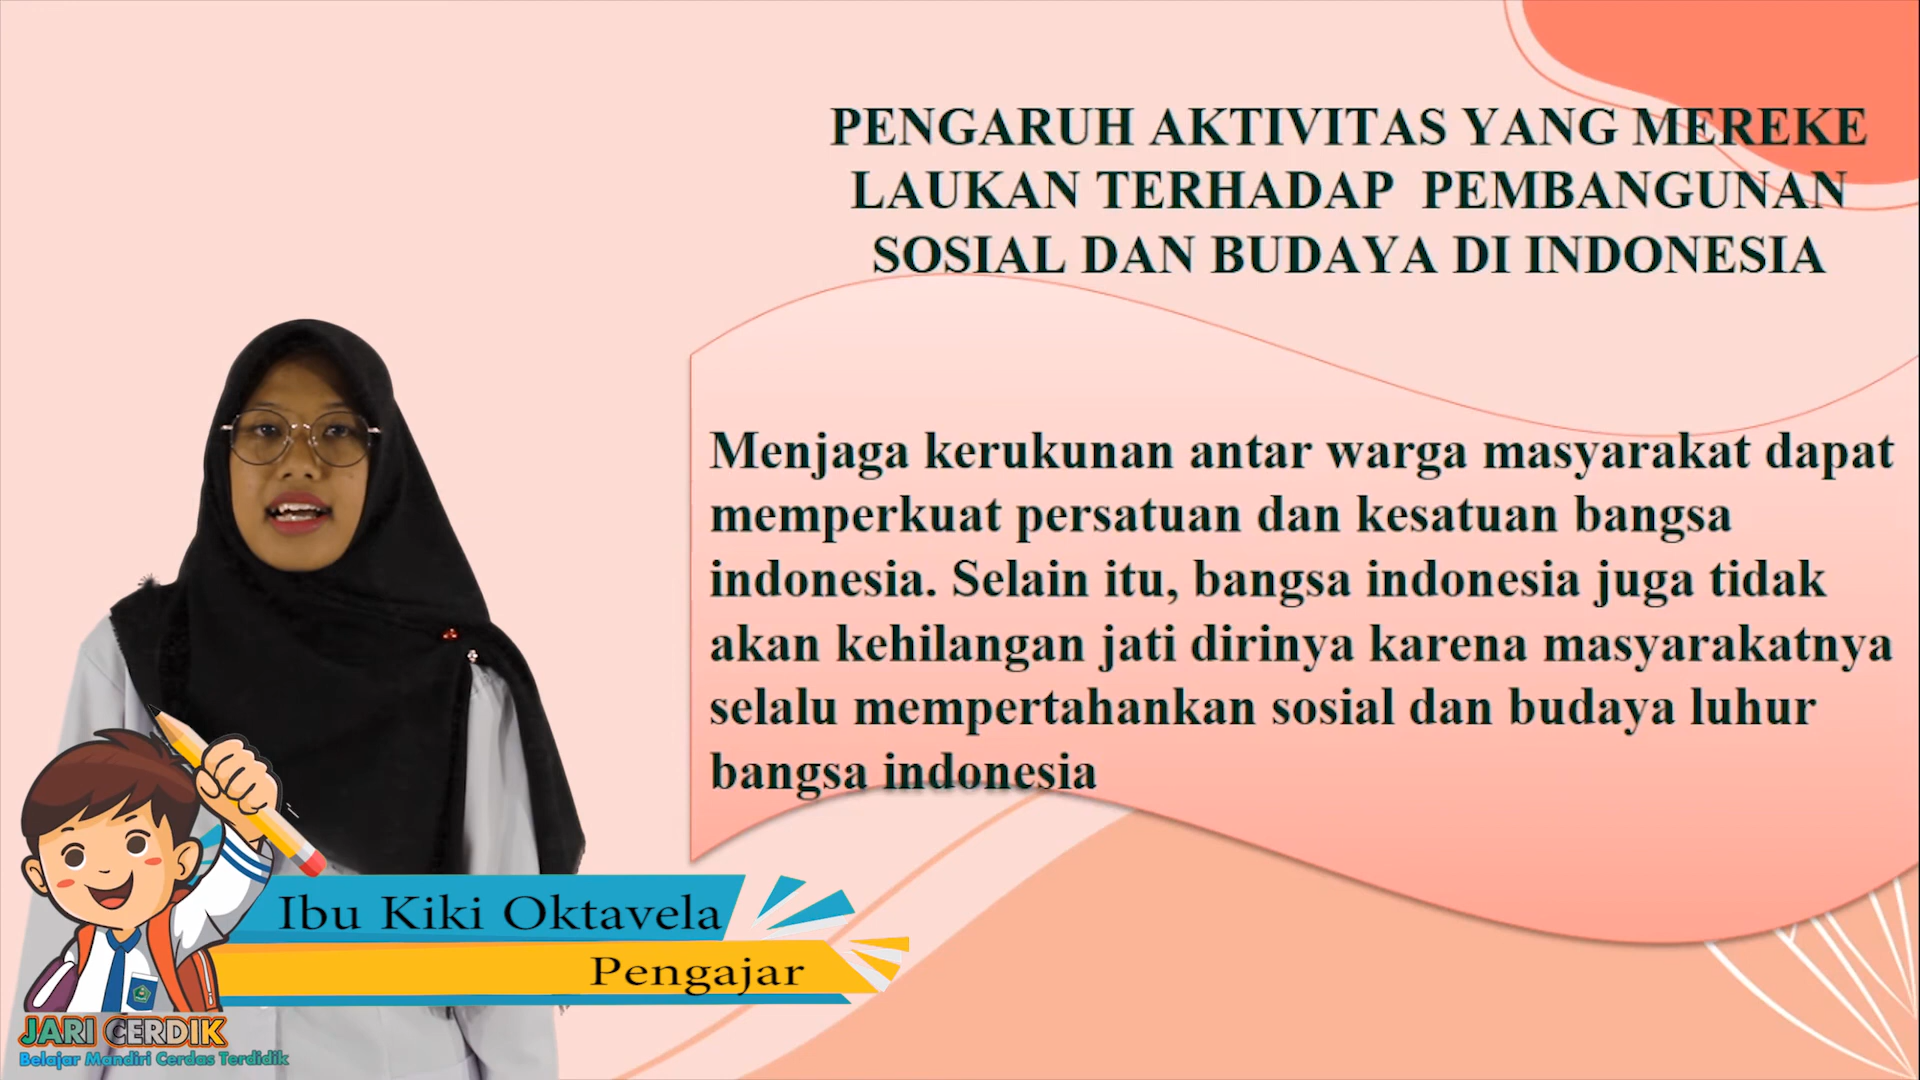 PENGARUH AKTIVITAS YANG MEREKE
LAUKAN TERHADAP PEMBANGUNAN
SOSIAL DAN BUDAYA DI INDONESIA
Menjaga kerukunan antar warga masyarakat dapat
memperkuat persatuan dan kesatuan bangsa
indonesia. Selain itu, bangsa indonesia juga tidak
akan kehilangan jati dirinya karena masyarakatnya
selalu mempertahankan sosial dan budaya luhur
bangsa indonesia
Ibu Kiki Oktavela
Pengajar
JARI CERDIK
Belajar Mandiri Cerdas Terdidik